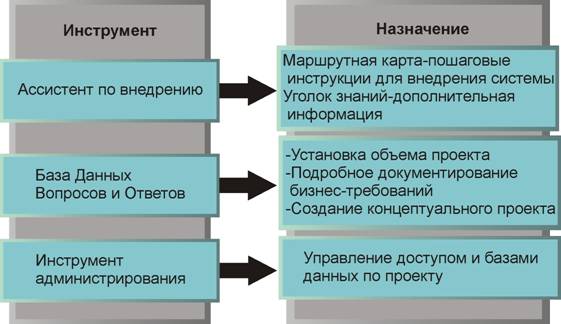 Инструмент
Назначение
Ассистент по внедрению
Маршрутная карта-пошаговые
инструкции для внедрения системы
Уголок знаний-дополнительная
информация
База Данных
Вопросов и Ответов
-Установка объема проекта
-Подробное документирование
бизнес-требований
-Создание концептуального проекта
Инструмент
администрирования
Управление доступом и базами
данных по проекту